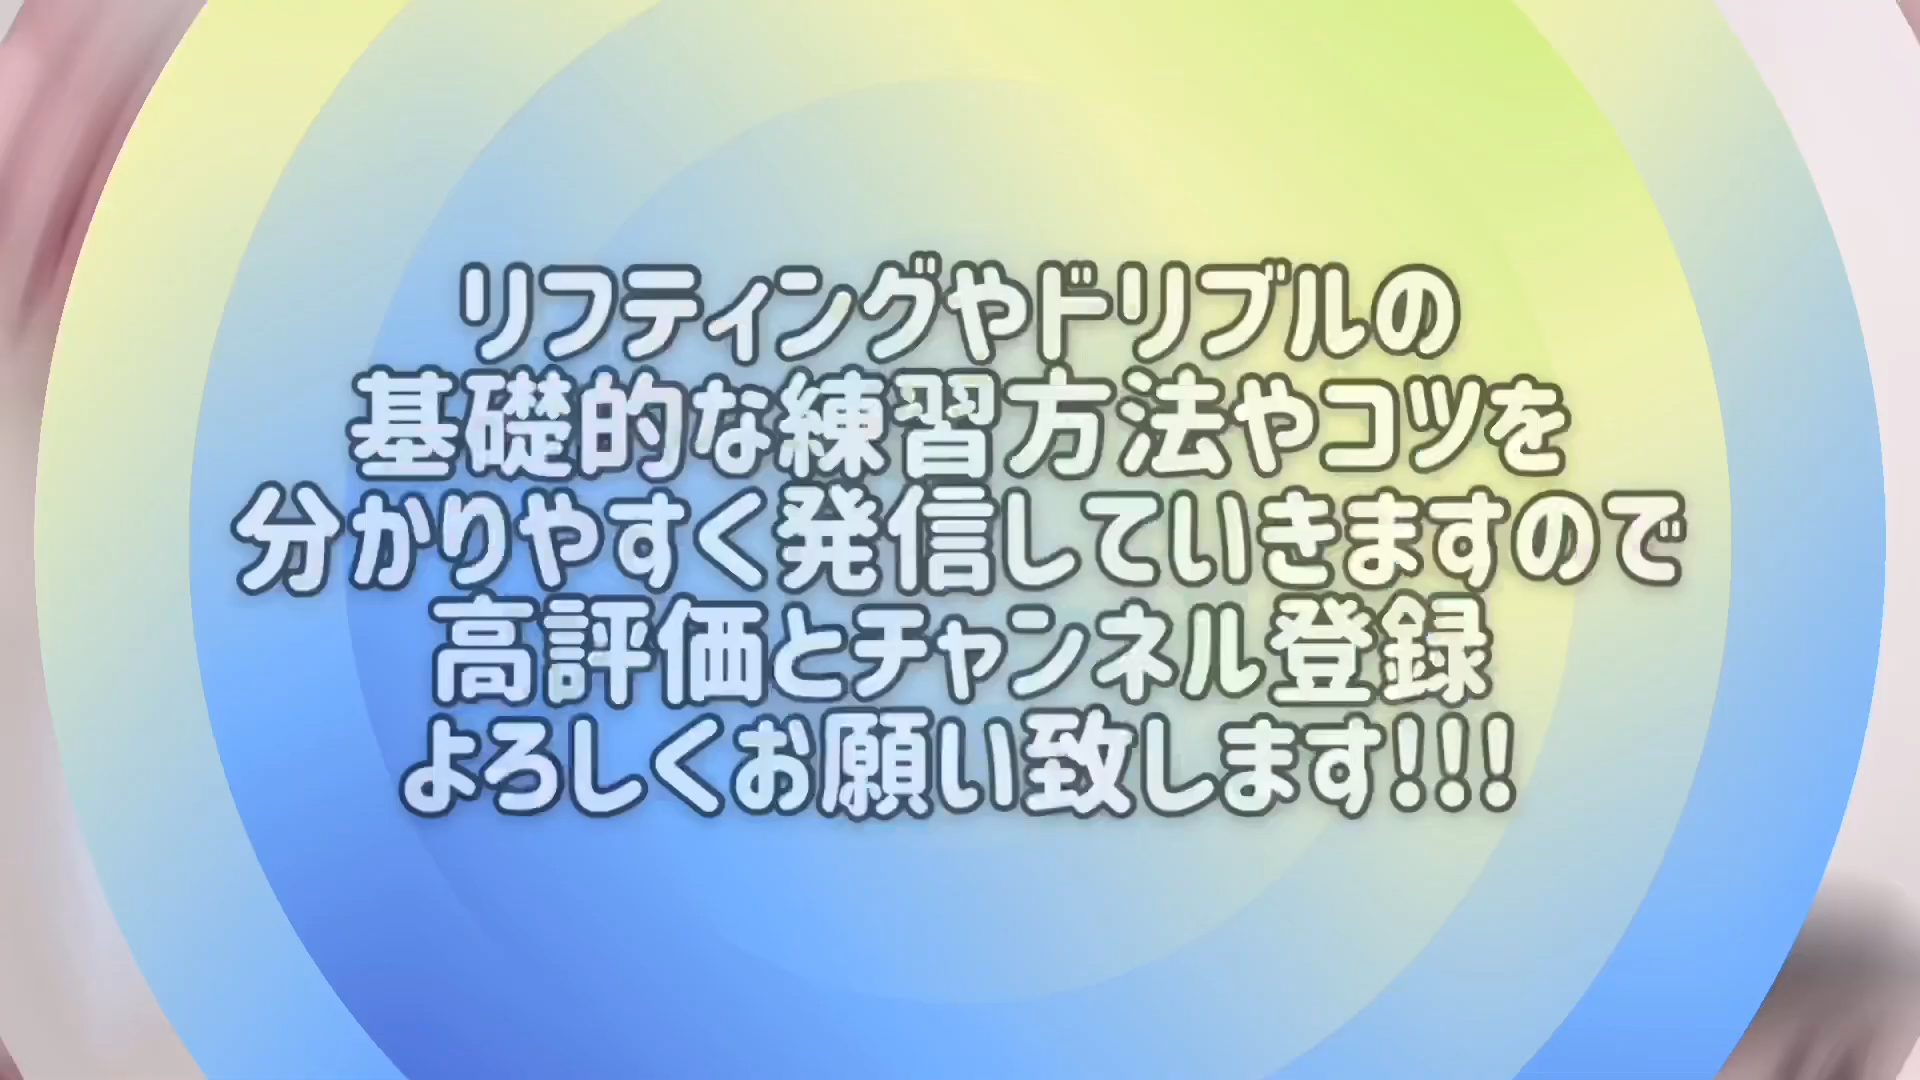 リフティングやドリブルの
基礎的な練習方法やコツを
分かりやすく発信していきますので
高評価とチャンネル登録
よろしくお願い致します!!!